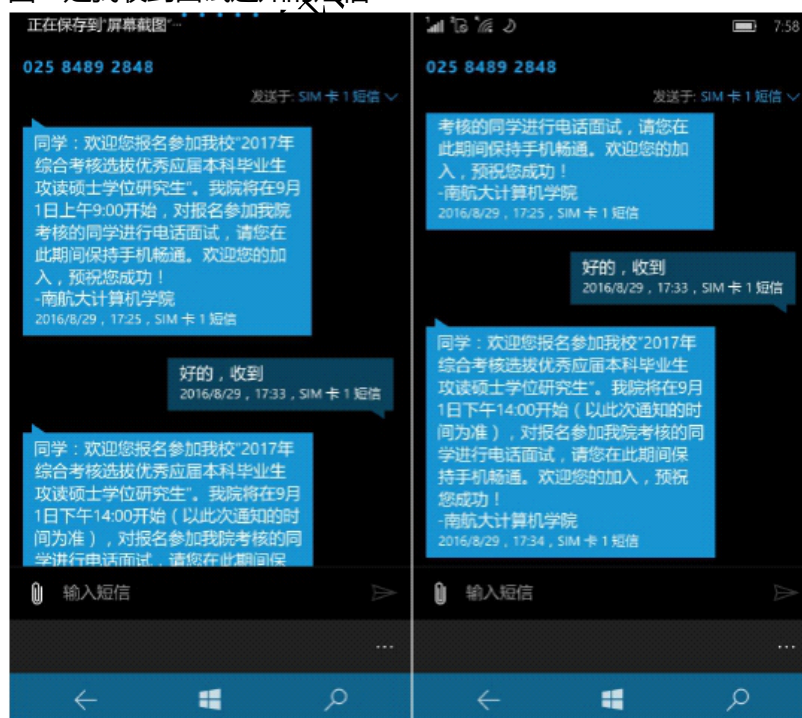 正在保存到"屏幕截图"...
025 8489 2848
发送于: SIM 卡 1 短信
同学：欢迎您报名参加我校"2017年
综合考核选拔优秀应届本科毕业生
攻读硕士学位研究生"。我院将在9月
1日上午9:00开始，对报名参加我院
考核的同学进行电话面试，请您在
此期间保持手机畅通。欢迎您的加
入，预祝您成功！
-南航大计算机学院
2016/8/29，17:25，SIM 卡 1 短信
好的，收到
2016/8/29，17:33，SIM 卡 1 短信
同学：欢迎您报名参加我校"2017年
综合考核选拔优秀应届本科毕业生
攻读硕士学位研究生"。我院将在9月
1日下午14:00开始（以此次通知的时
间为准），对报名参加我院考核的同
学进行电话面试，请您在此期间保
输入短信
7:58
025 8489 2848
发送于: SIM 卡 1 短信
考核的同学进行电话面试，请您在
此期间保持手机畅通。欢迎您的加
入，预祝您成功！
-南航大计算机学院
2016/8/29，17:25，SIM 卡 1 短信
好的，收到
2016/8/29，17:33，SIM 卡 1 短信
同学：欢迎您报名参加我校"2017年
综合考核选拔优秀应届本科毕业生
攻读硕士学位研究生"。我院将在9月
1日下午14:00开始（以此次通知的时
间为准），对报名参加我院考核的同
学进行电话面试，请您在此期间保
持手机畅通。欢迎您的加入，预祝
您成功！
-南航大计算机学院
2016/8/29，17:34，SIM 卡 1 短信
输入短信